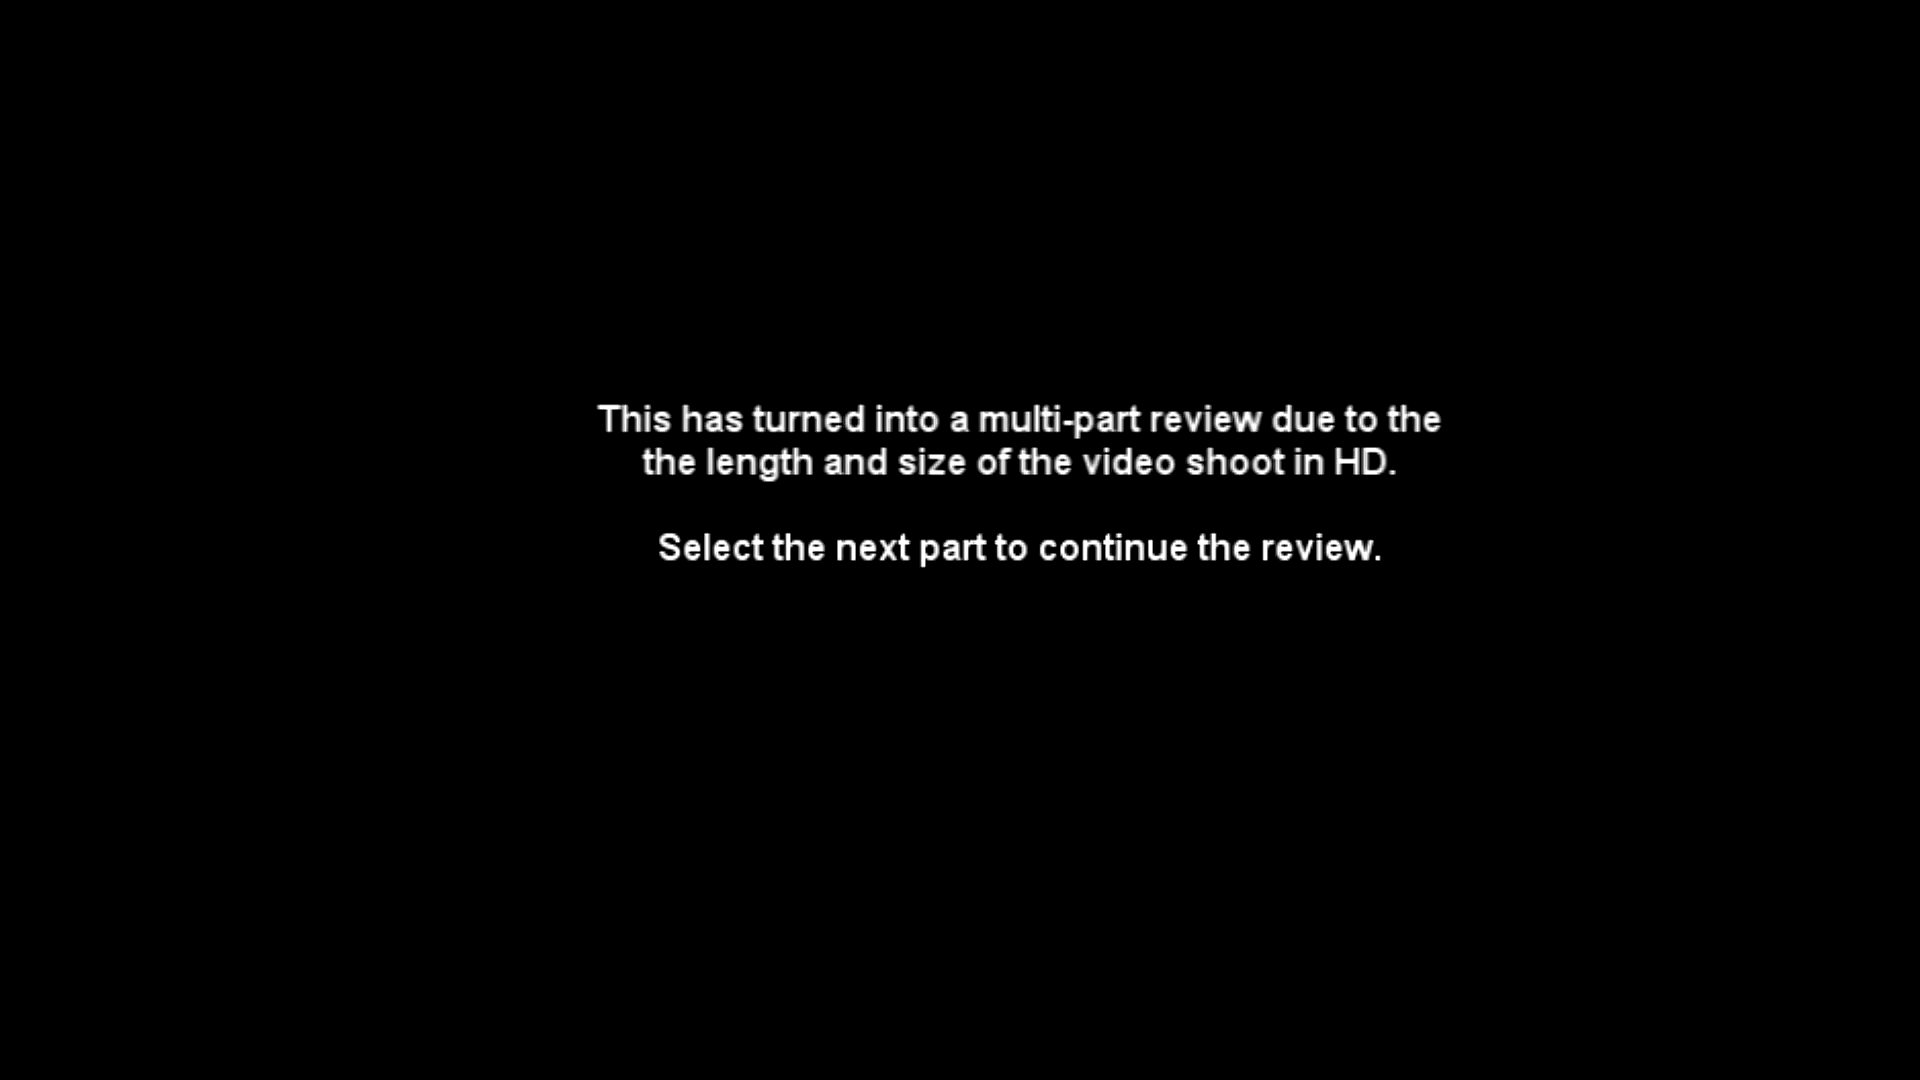 This has turned into a multi-part review due to the
the length and size of the video shoot in HD.
Select the next part to continue the review.